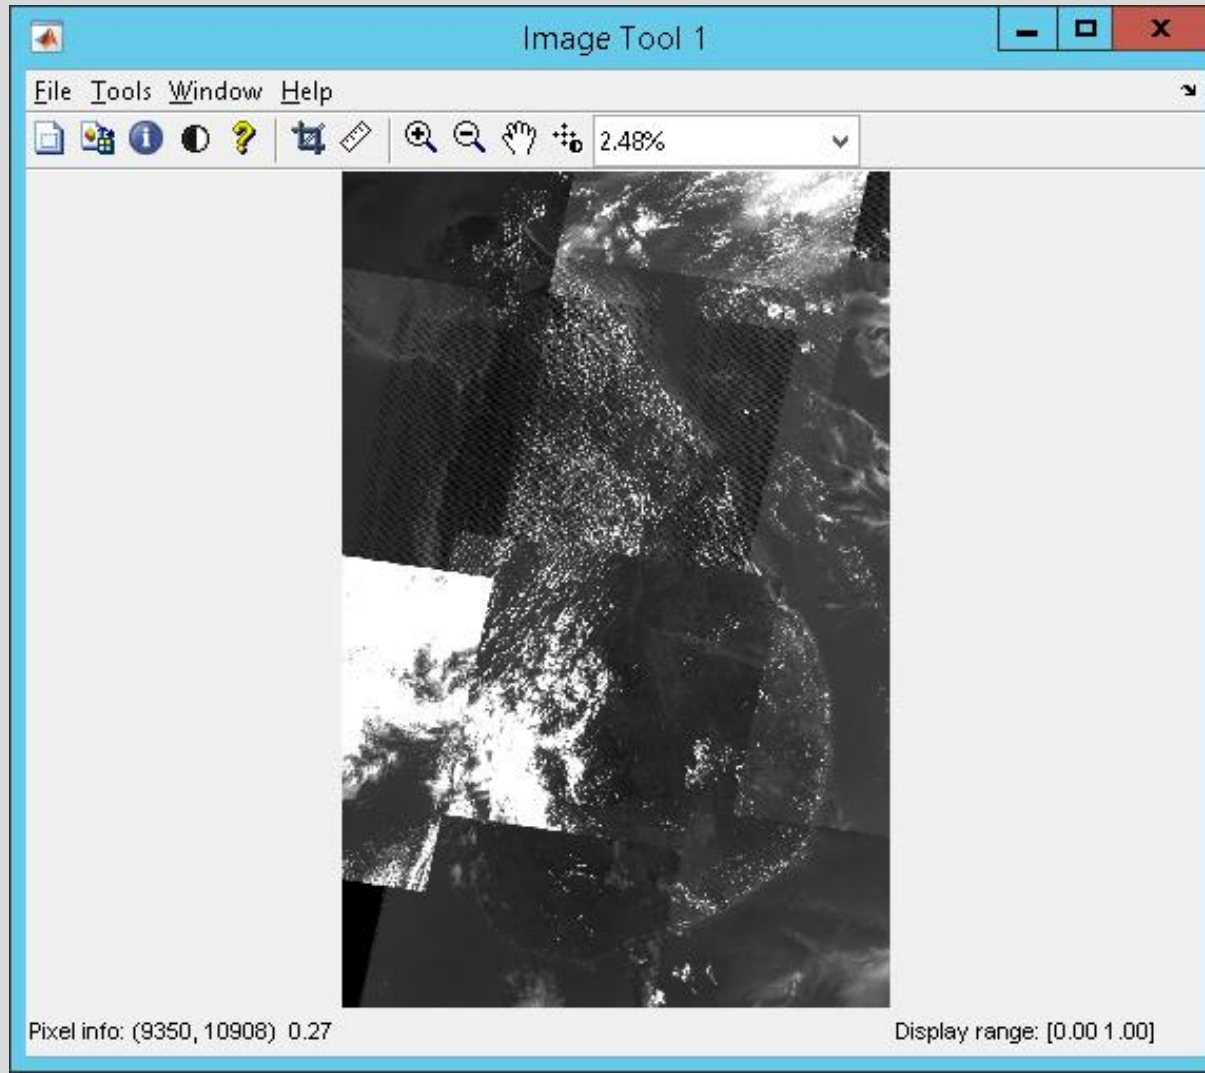 Image Tool 1
File Tools Window Help
2.48%
Pixel info: (9350, 10908) 0.27
Display range: [0.00 1.00]